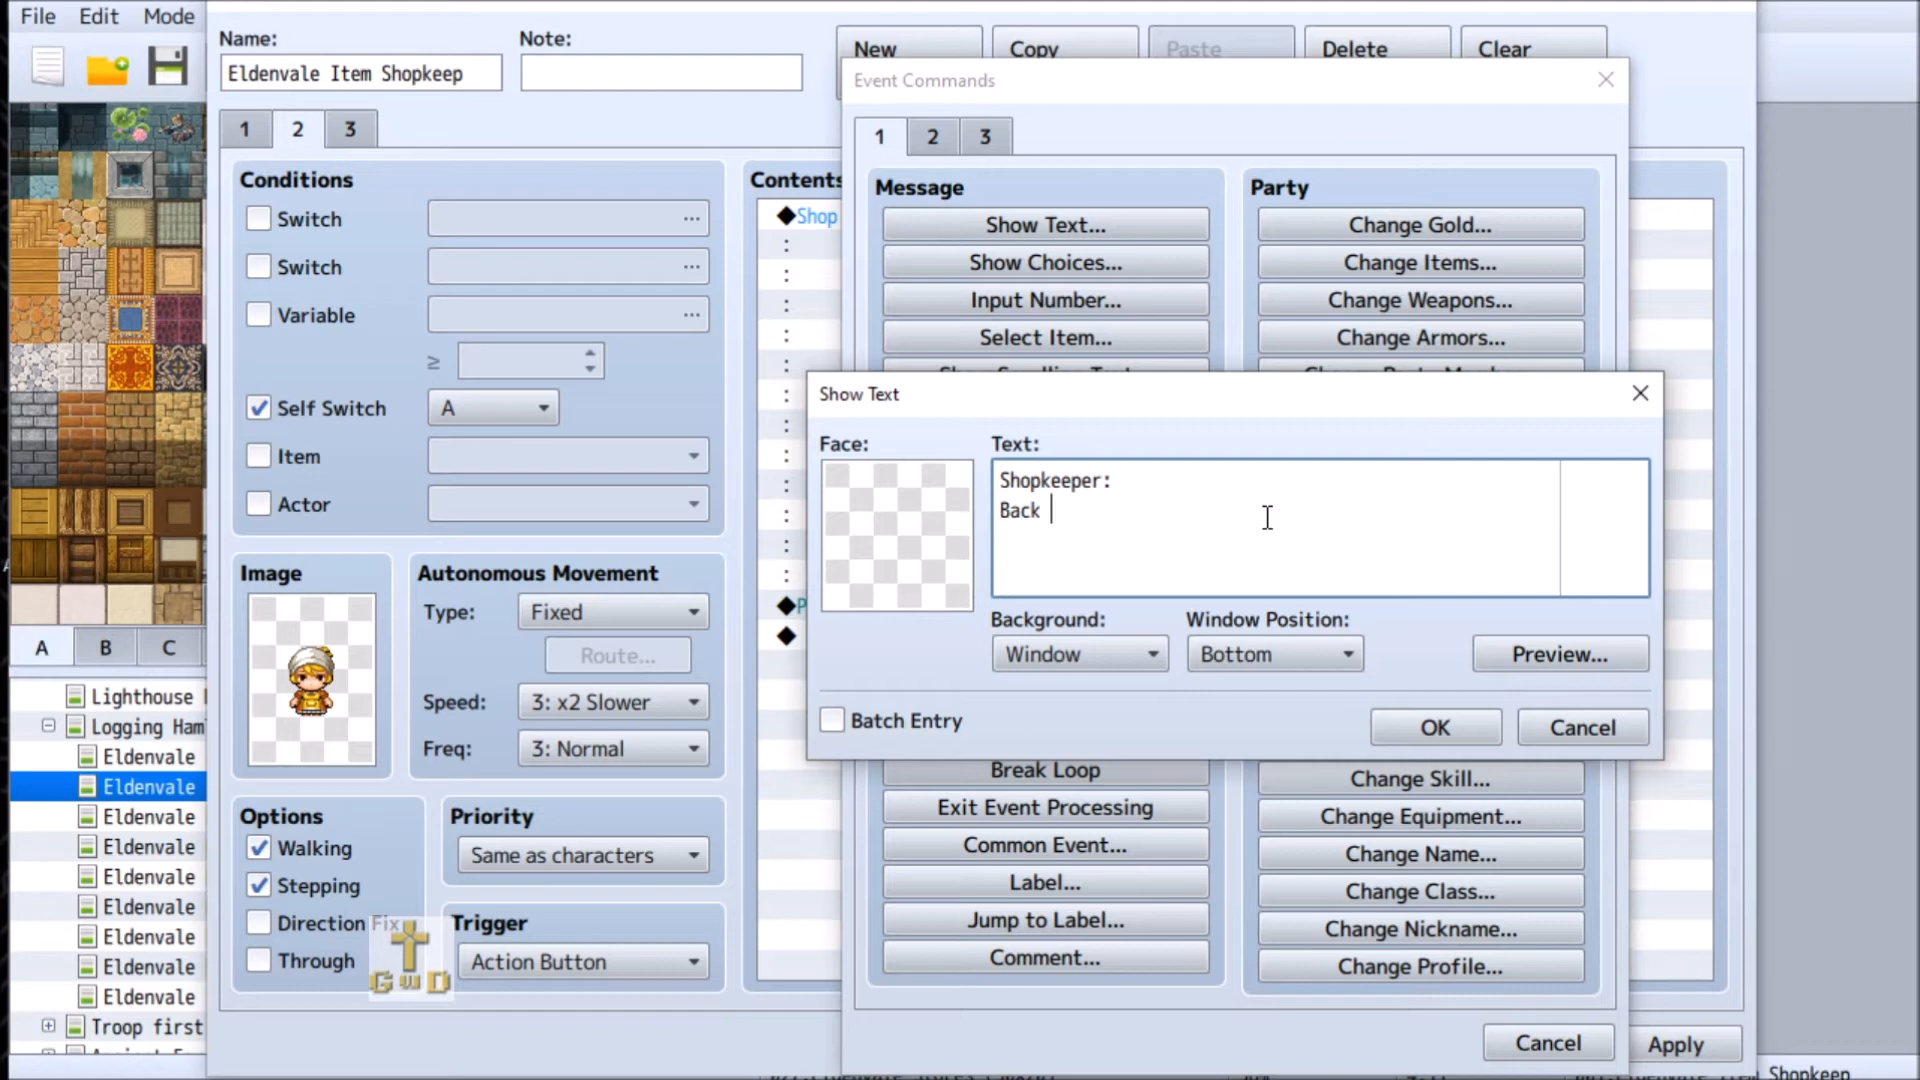 File Edit Mode
Name: Note:
Eldenvale Item Shopkeep
New Copy Paste Delete Clear
Event Commands
1 2 3
1 2 3
Conditions
Switch ...
Switch ...
Variable ...
≥
Self Switch A
Item
Actor
Contents
◆Shop
:
:
:
:
:
:
:
:
:
:
:
:
◆P
◆
Message
Show Text...
Show Choices...
Input Number...
Select Item...
Party
Change Gold...
Change Items...
Change Weapons...
Change Armors...
Show Text
Face: Text:
Shopkeeper:
Back
Background: Window Position:
Window Bottom Preview...
Batch Entry OK Cancel
Image
Autonomous Movement
Type: Fixed
Route...
Speed: 3: x2 Slower
Freq: 3: Normal
Options
Walking
Stepping
Direction Fix
Through
Priority
Same as characters
Trigger
Action Button
GwD
Break Loop
Exit Event Processing
Common Event...
Label...
Jump to Label...
Comment...
Change Skill...
Change Equipment...
Change Name...
Change Class...
Change Nickname...
Change Profile...
Cancel Apply
A B C
Lighthouse
Logging Ham
Eldenvale
Eldenvale
Eldenvale
Eldenvale
Eldenvale
Eldenvale
Eldenvale
Eldenvale
Eldenvale
Troop first
Shopkeep